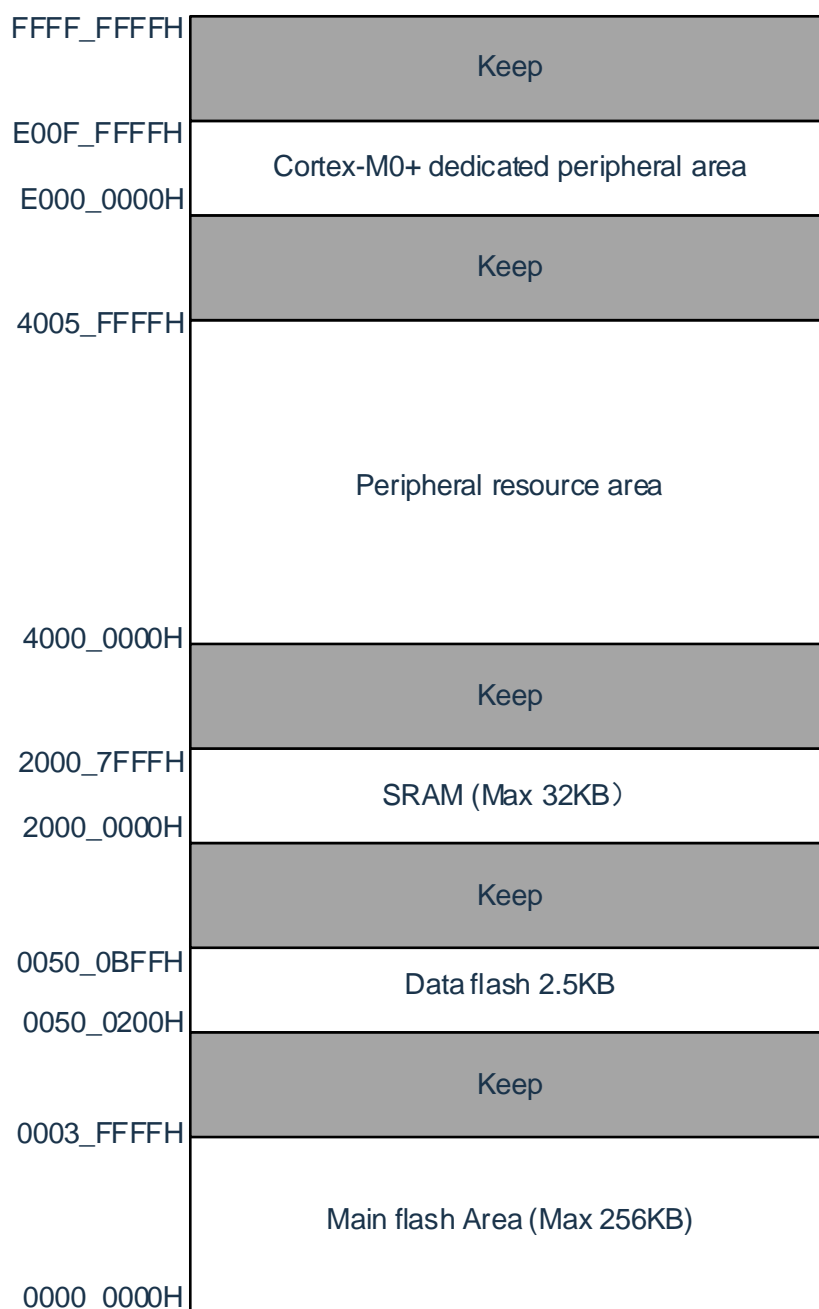 FFFF_FFFFH
Keep
E00F_FFFFH
Cortex-M0+ dedicated peripheral area
E000_0000H
Keep
4005_FFFFH
Peripheral resource area
4000_0000H
Keep
2000_7FFFH
SRAM (Max 32KB）
2000_0000H
Keep
0050_0BFFH
Data flash 2.5KB
0050_0200H
Keep
0003_FFFFH
Main flash Area (Max 256KB)
0000_0000H